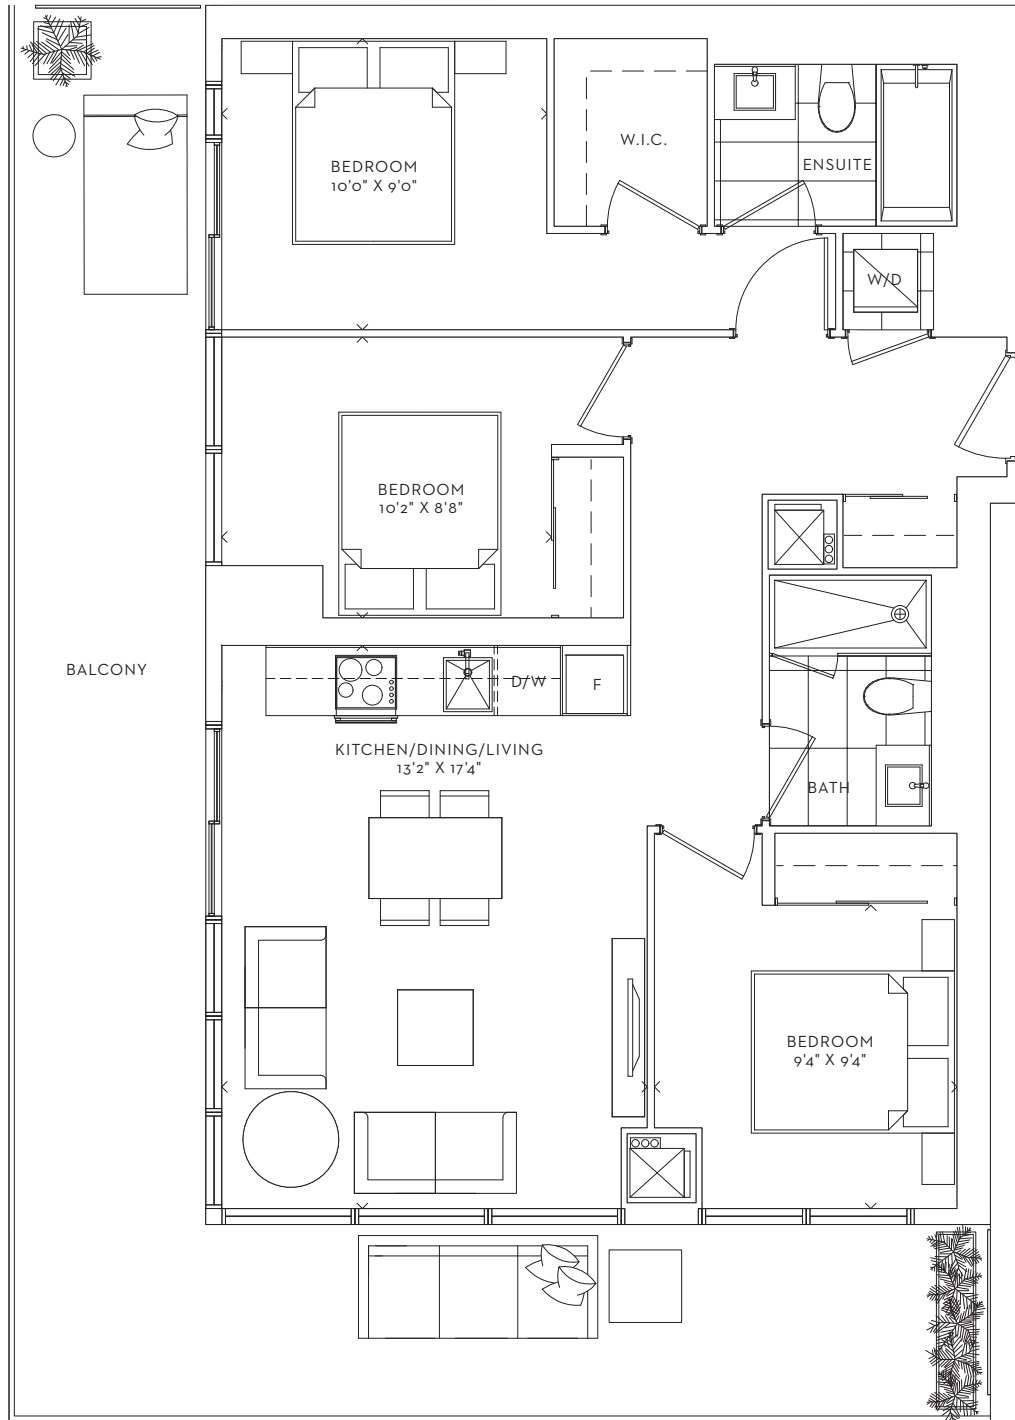 W.I.C.
BEDROOM
10'0" X 9'0"
ENSUITE
W/D
BEDROOM
10'2" X 8'8"
BALCONY
D/W
F
KITCHEN/DINING/LIVING
13'2" X 17'4"
BATH
BEDROOM
9'4" X 9'4"